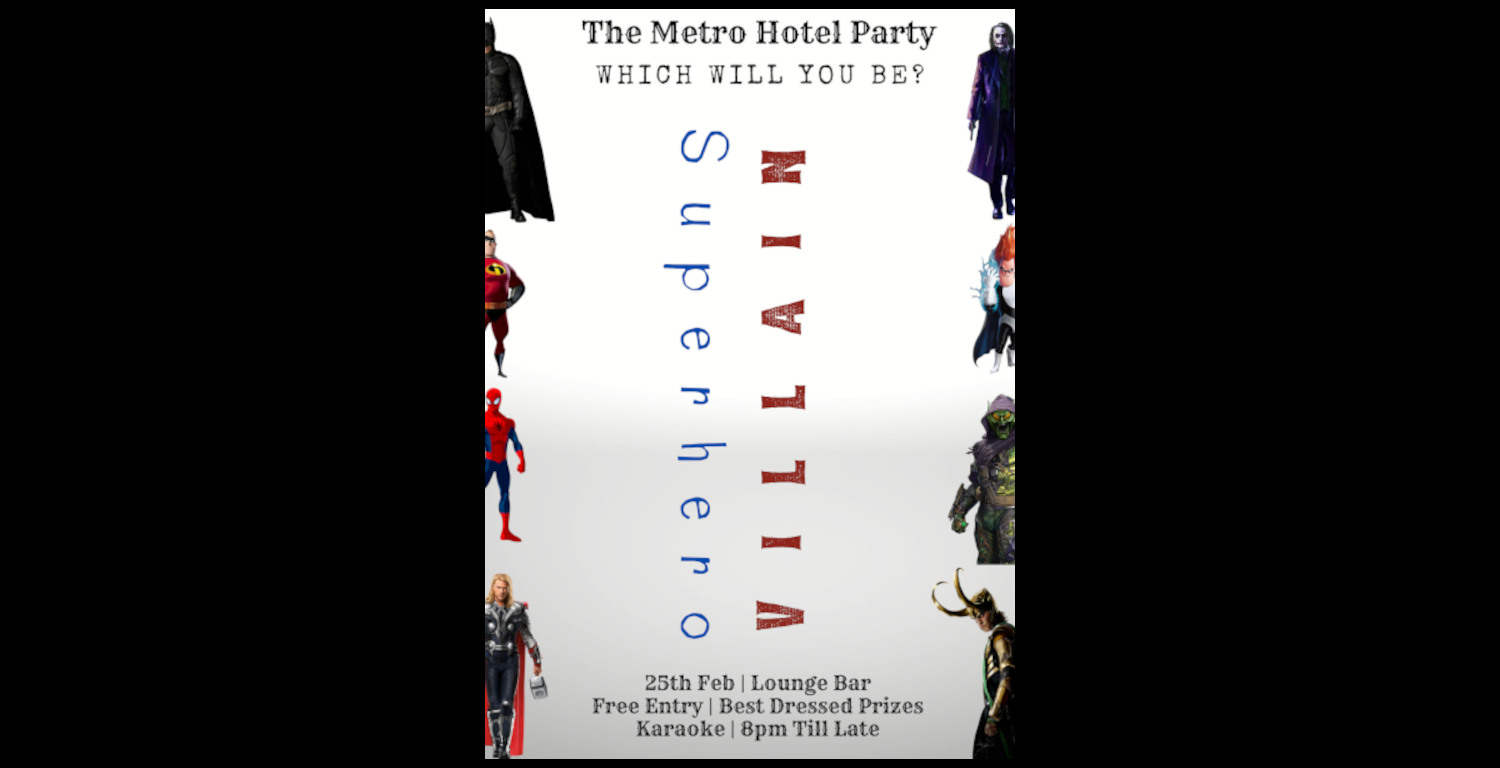 The Metro Hotel Party
WHICH WILL YOU BE?
Superhero
VILLAIN
25th Feb | Lounge Bar
Free Entry | Best Dressed Prizes
Karaoke | 8pm Till Late